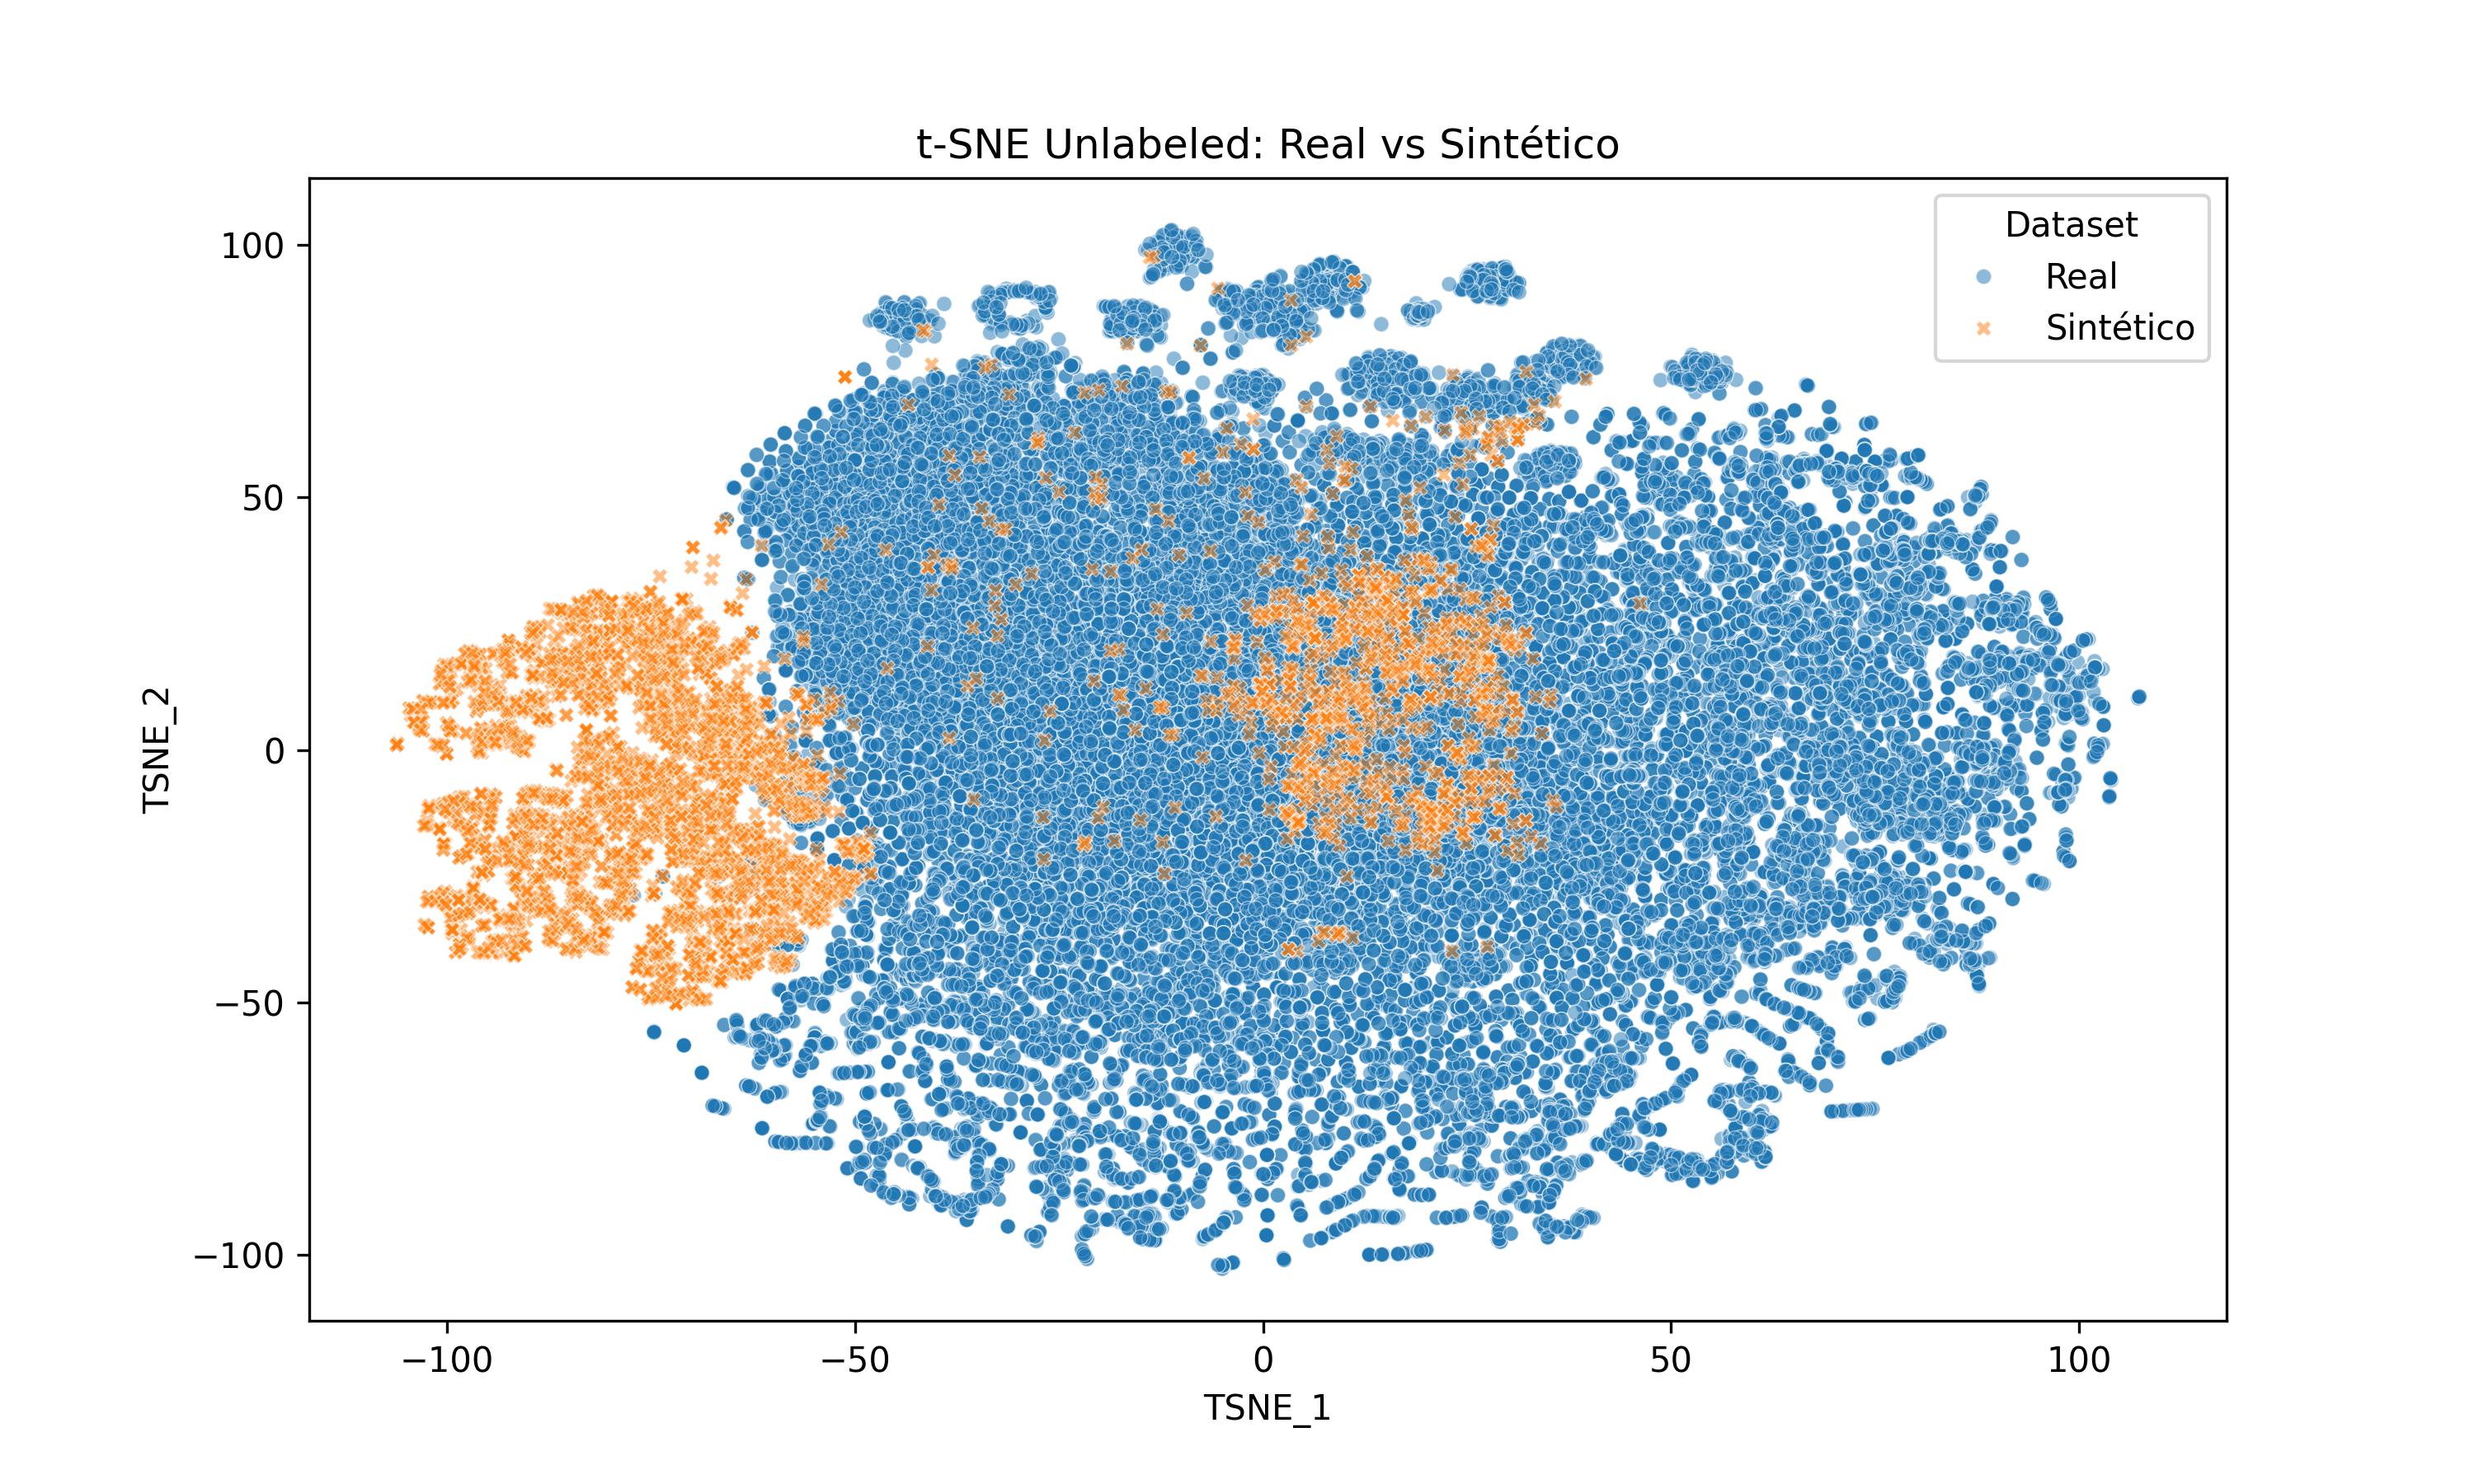 t-SNE Unlabeled: Real vs Sintético
Dataset
Real
Sintético
100
50
0
−50
−100
TSNE_2
−100
−50
0
50
100
TSNE_1